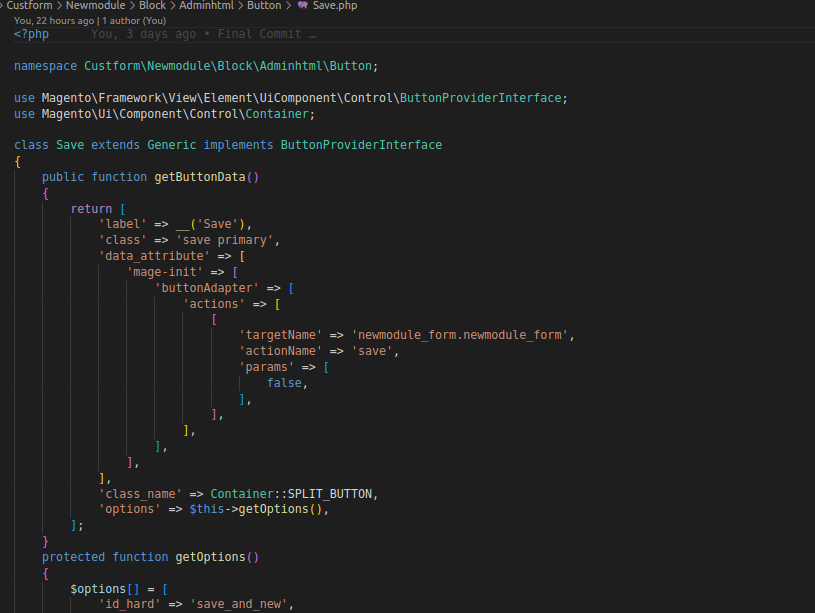 Custform > Newmodule > Block > Adminhtml > Button > Save.php
You, 22 hours ago | 1 author (You)
<?php You, 3 days ago • Final Commit …
namespace Custform\Newmodule\Block\Adminhtml\Button;
use Magento\Framework\View\Element\UiComponent\Control\ButtonProviderInterface;
use Magento\Ui\Component\Control\Container;
class Save extends Generic implements ButtonProviderInterface
{
    public function getButtonData()
    {
        return [
            'label' => __('Save'),
            'class' => 'save primary',
            'data_attribute' => [
                'mage-init' => [
                    'buttonAdapter' => [
                        'actions' => [
                            [
                                'targetName' => 'newmodule_form.newmodule_form',
                                'actionName' => 'save',
                                'params' => [
                                    false,
                                ],
                            ],
                        ],
                    ],
                ],
            ],
            'class_name' => Container::SPLIT_BUTTON,
            'options' => $this->getOptions(),
        ];
    }
    protected function getOptions()
    {
        $options[] = [
            'id_hard' => 'save_and_new',